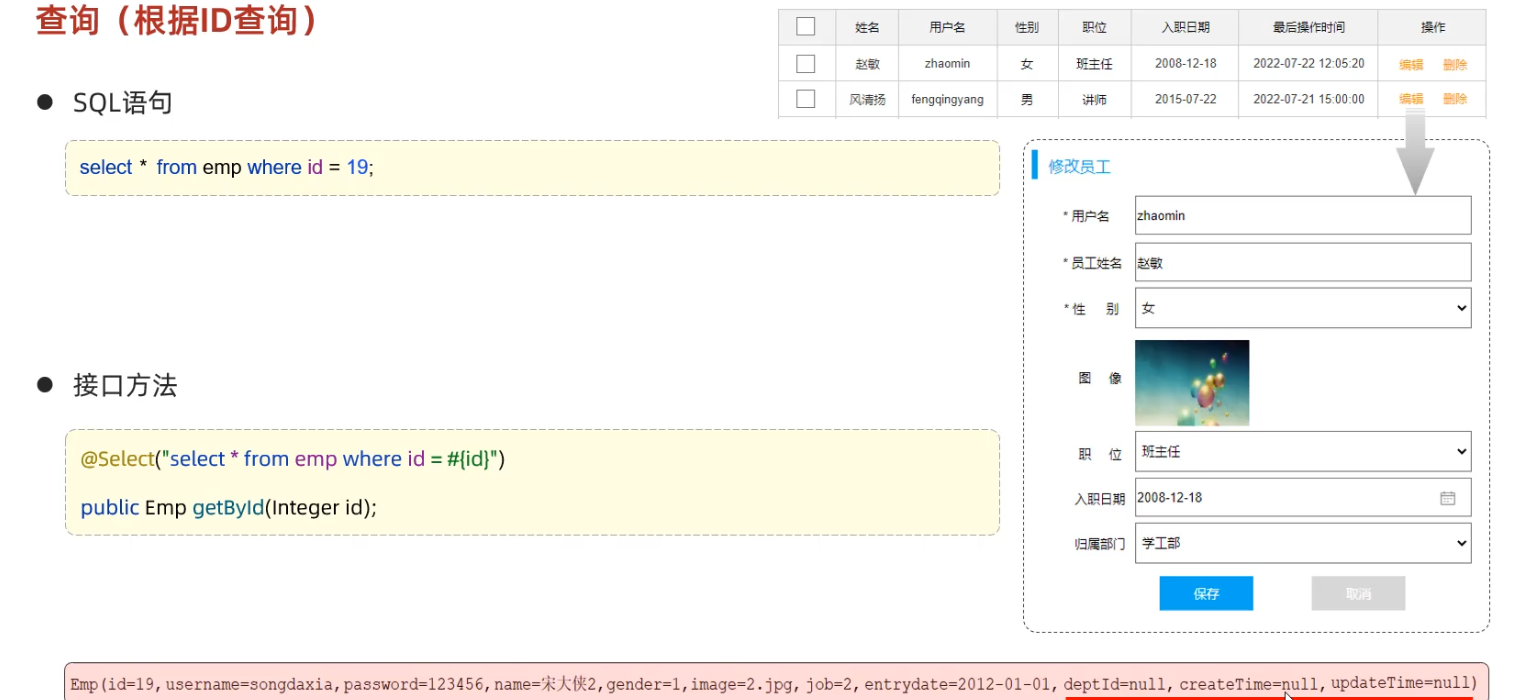 查询（根据ID查询）
SQL语句
select * from emp where id = 19;
接口方法
@Select("select * from emp where id = #{id}")
public Emp getById(Integer id);
姓名 用户名 性别 职位 入职日期 最后操作时间 操作
赵敏 zhaomin 女 班主任 2008-12-18 2022-07-22 12:05:20 编辑 删除
风清扬 fengqingyang 男 讲师 2015-07-22 2022-07-21 15:00:00 编辑 删除
修改员工
* 用户名 zhaomin
* 员工姓名 赵敏
* 性 别 女
图 像
职 位 班主任
入职日期 2008-12-18
归属部门 学工部
保存 取消
Emp(id=19, username=songdaxia, password=123456, name=宋大侠2, gender=1, image=2.jpg, job=2, entrydate=2012-01-01, deptId=null, createTime=null, updateTime=null)